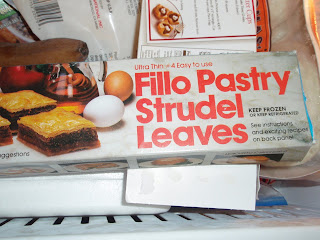 Ultra Thin • Easy to use
Fillo Pastry
Strudel
Leaves
KEEP FROZEN
OR KEEP REFRIGERATED
See instructions
and exciting recipes
on back panel
suggestions